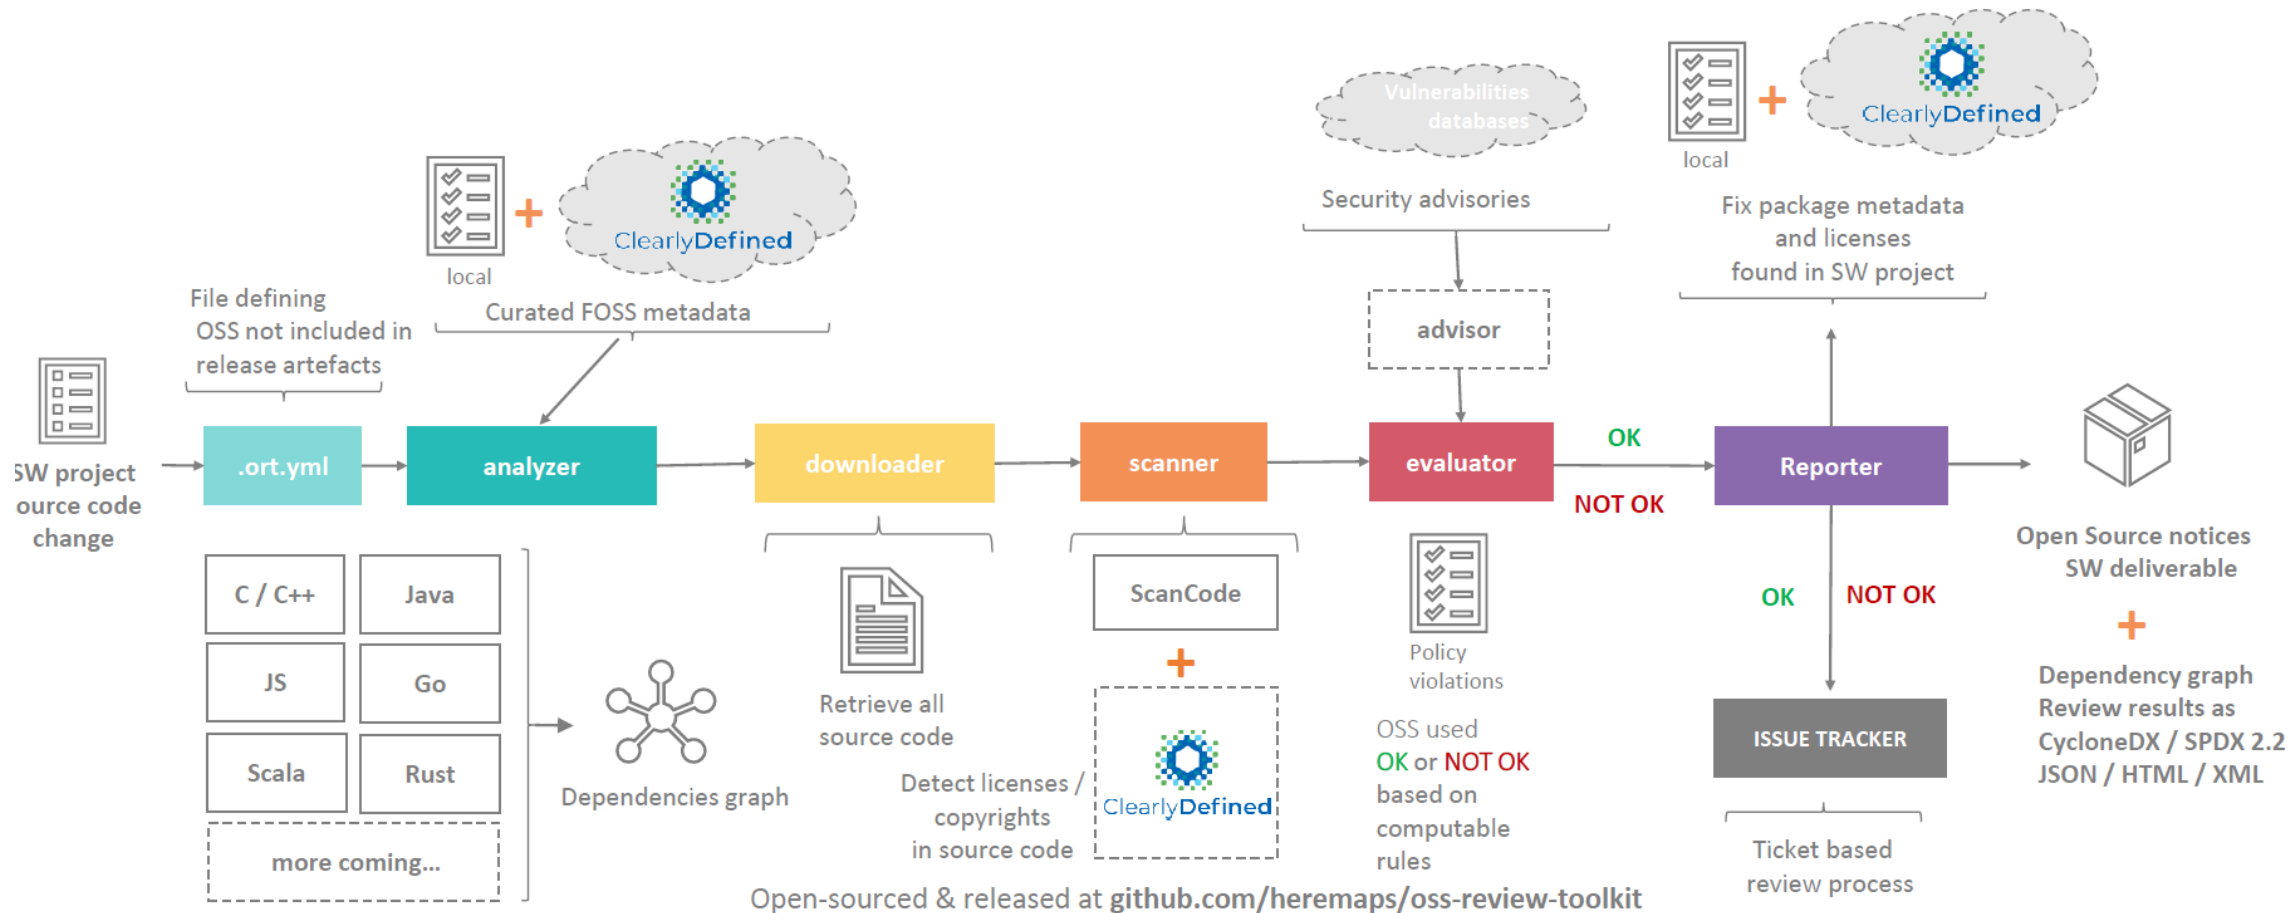 Vulnerabilities
databases
ClearlyDefined
local
Security advisories
Fix package metadata
and licenses
found in SW project
ClearlyDefined
local
Curated FOSS metadata
File defining
OSS not included in
release artefacts
advisor
SW project
ource code
change
.ort.yml
analyzer
downloader
scanner
evaluator
OK
NOT OK
Reporter
Open Source notices
SW deliverable
C / C++
Java
JS
Go
Scala
Rust
more coming...
Dependencies graph
Retrieve all
source code
Detect licenses /
copyrights
in source code
ScanCode
ClearlyDefined
Policy
violations
OSS used
OK or NOT OK
based on
computable
rules
OK
NOT OK
ISSUE TRACKER
Ticket based
review process
Dependency graph
Review results as
CycloneDX / SPDX 2.2
JSON / HTML / XML
Open-sourced & released at github.com/heremaps/oss-review-toolkit